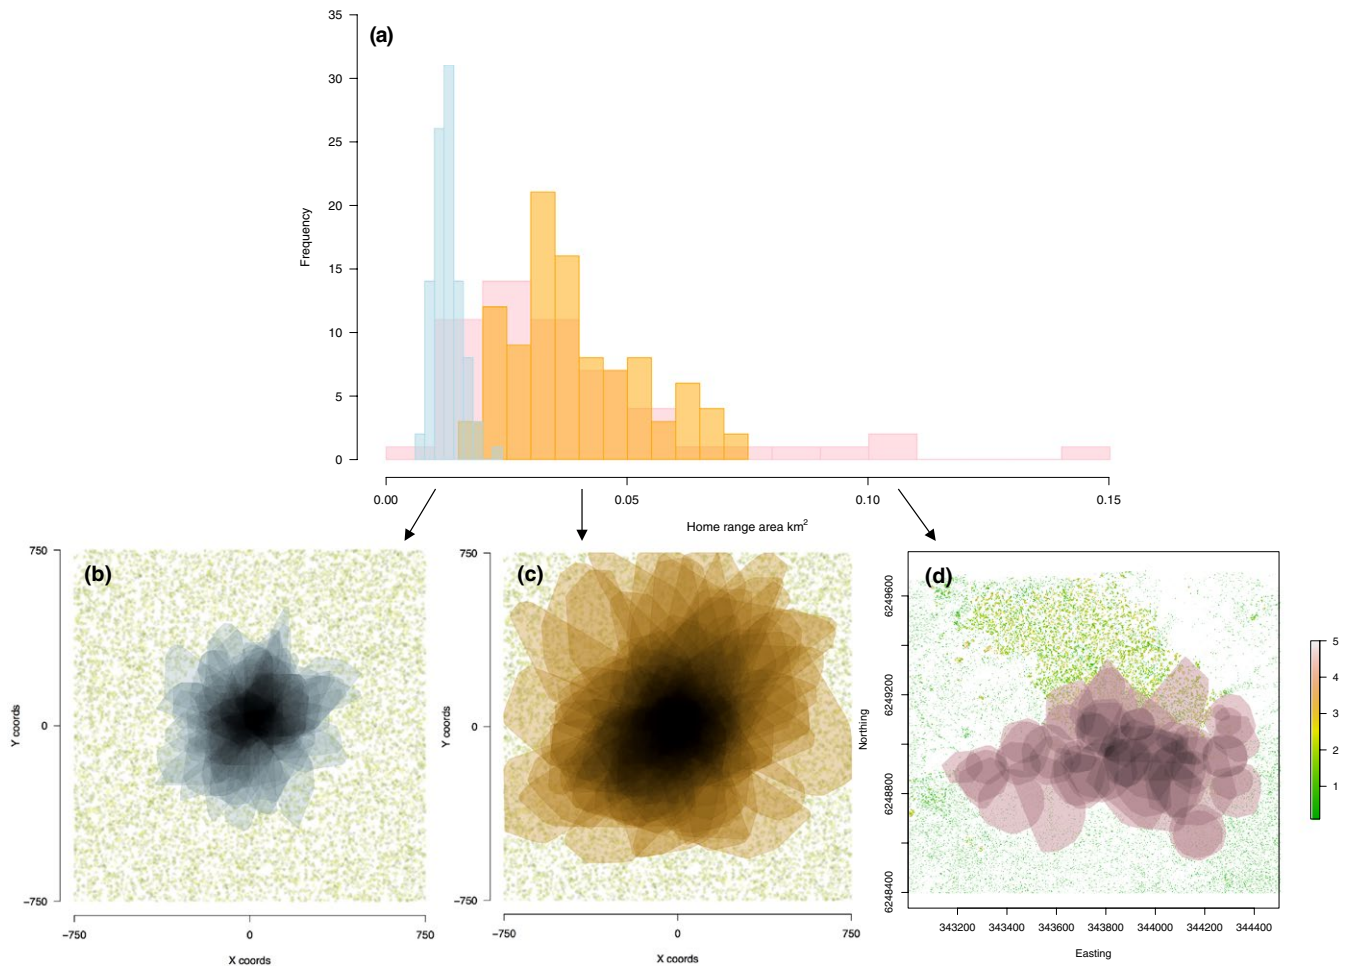 (a)
35
30
25
20
15
10
5
0
Frequency
0.00 0.05 0.10 0.15
Home range area km2
(b)
750
0
−750
Y coords
−750 0 750
X coords
(c)
750
0
−750
Y coords
−750 0 750
X coords
(d)
6249600
6249200
6248800
6248400
Northing
343200 343400 343600 343800 344000 344200 344400
Easting
5
4
3
2
1